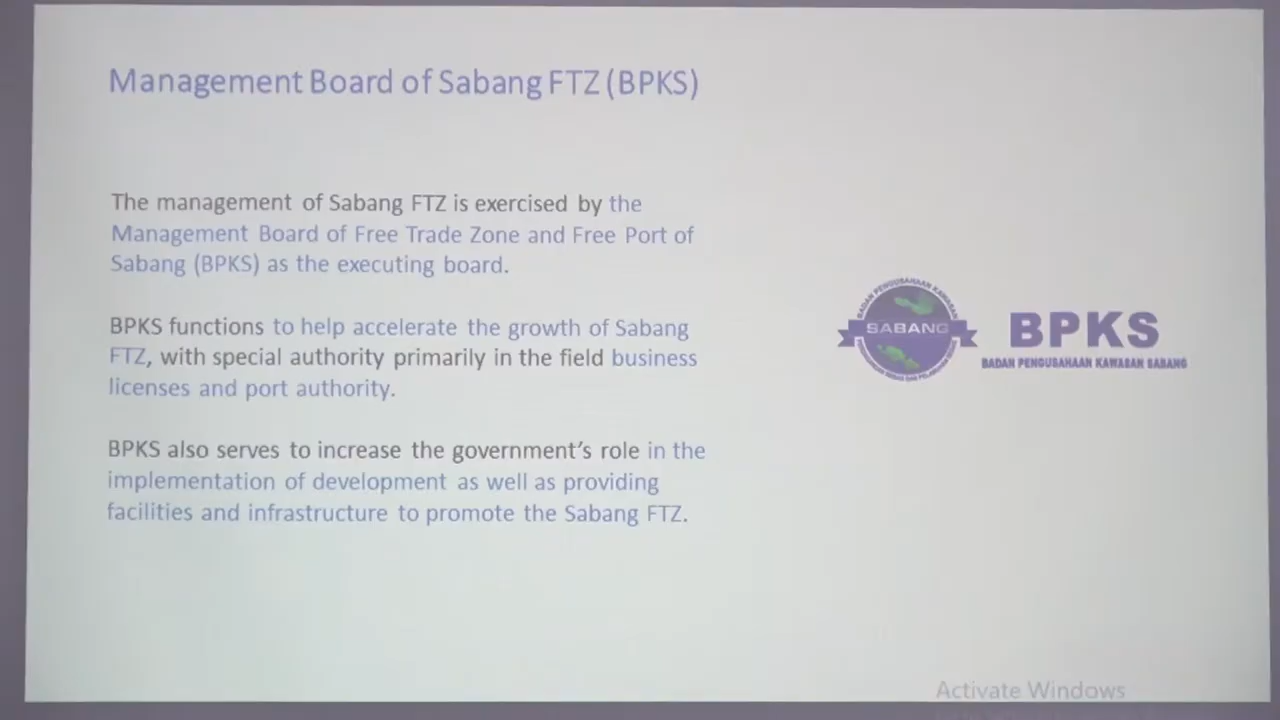 Management Board of Sabang FTZ (BPKS)
The management of Sabang FTZ is exercised by the
Management Board of Free Trade Zone and Free Port of
Sabang (BPKS) as the executing board.
BPKS functions to help accelerate the growth of Sabang
FTZ, with special authority primarily in the field business
licenses and port authority.
BPKS also serves to increase the government's role in the
implementation of development as well as providing
facilities and infrastructure to promote the Sabang FTZ.
BADAN PENGUSAHAAN KAWASAN
SABANG
BPKS
BADAN PENGUSAHAAN KAWASAN SABANG
Activate Windows